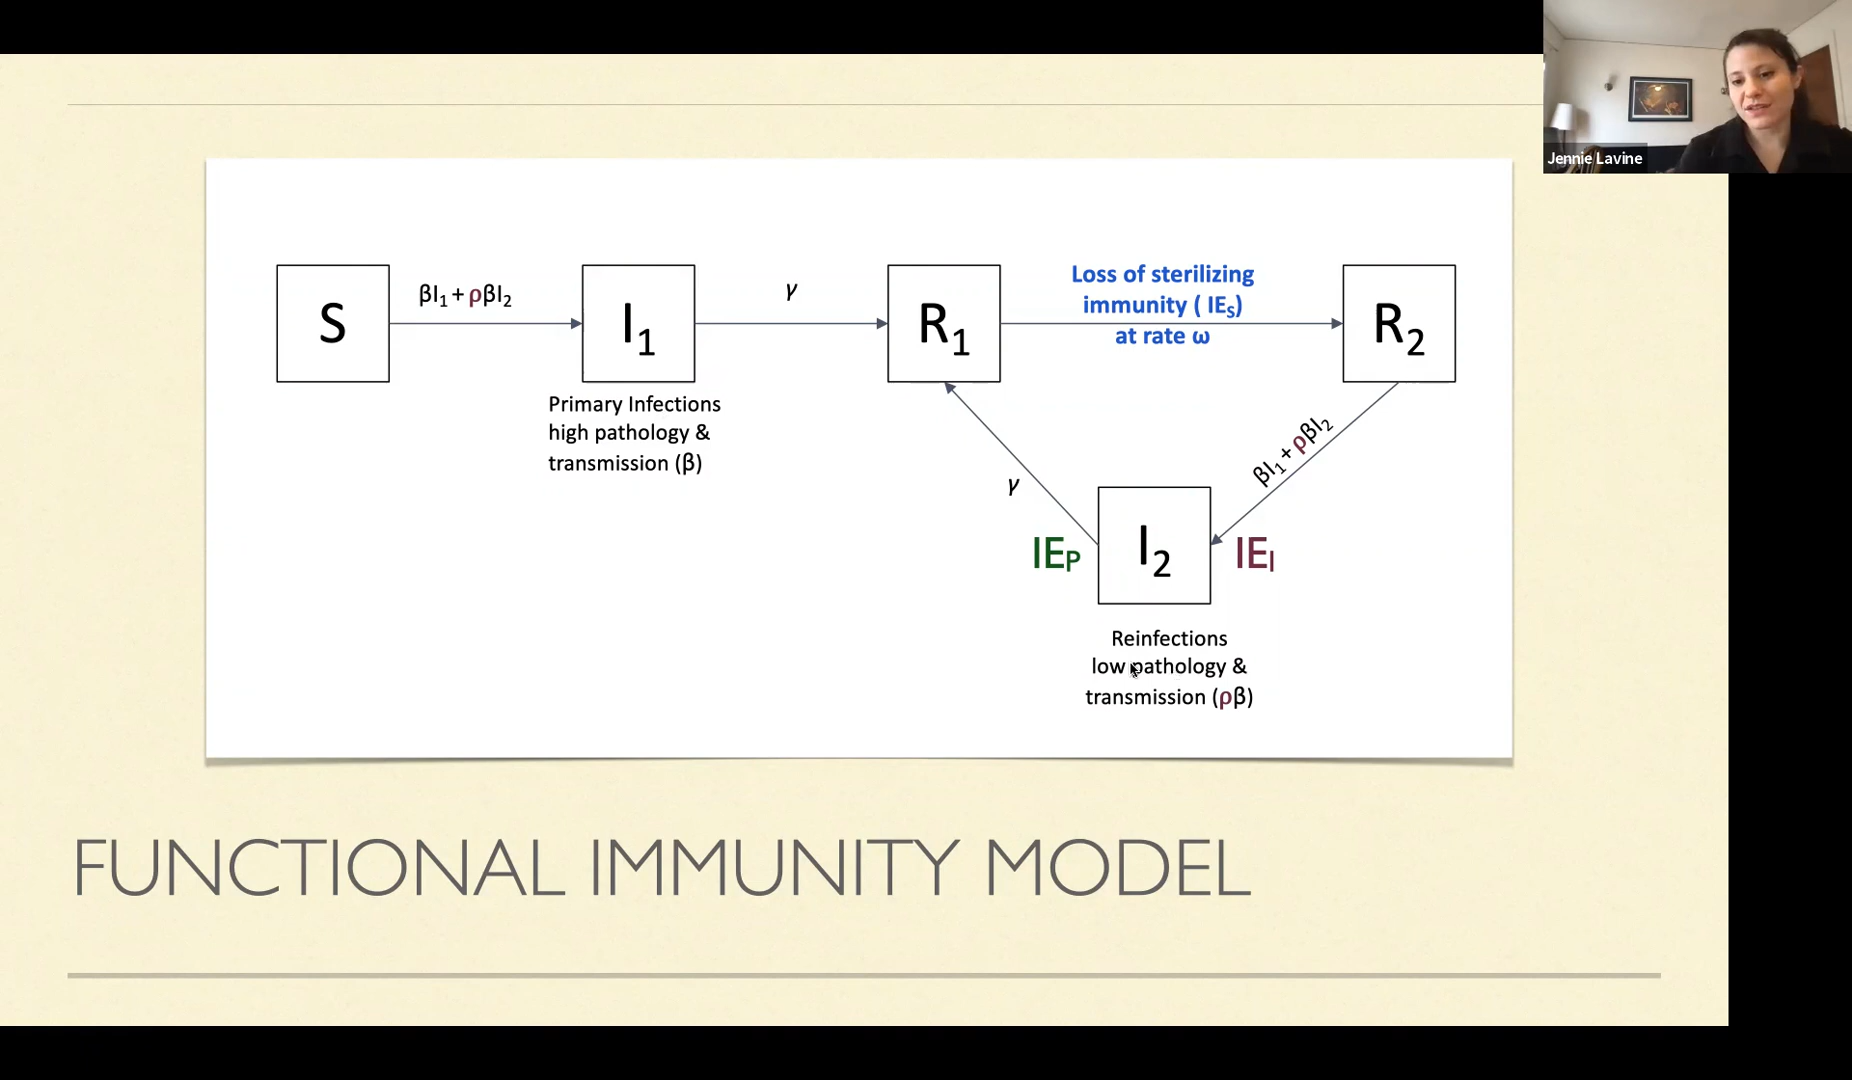 Jennie Lavine
S
βI₁ + ρβI₂
I₁
γ
R₁
Loss of sterilizing
immunity ( IEₛ)
at rate ω
R₂
Primary Infections
high pathology &
transmission (β)
βI₁ + ρβI₂
γ
IEₚ
I₂
IEI
Reinfections
low pathology &
transmission (ρβ)
FUNCTIONAL IMMUNITY MODEL